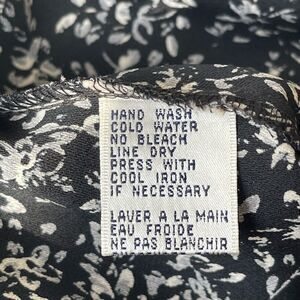 HAND WASH
COLD WATER
NO BLEACH
LINE DRY
PRESS WITH
COOL IRON
IF NECESSARY
LAVER A LA MAIN
EAU FROIDE
NE PAS BLANCHIR